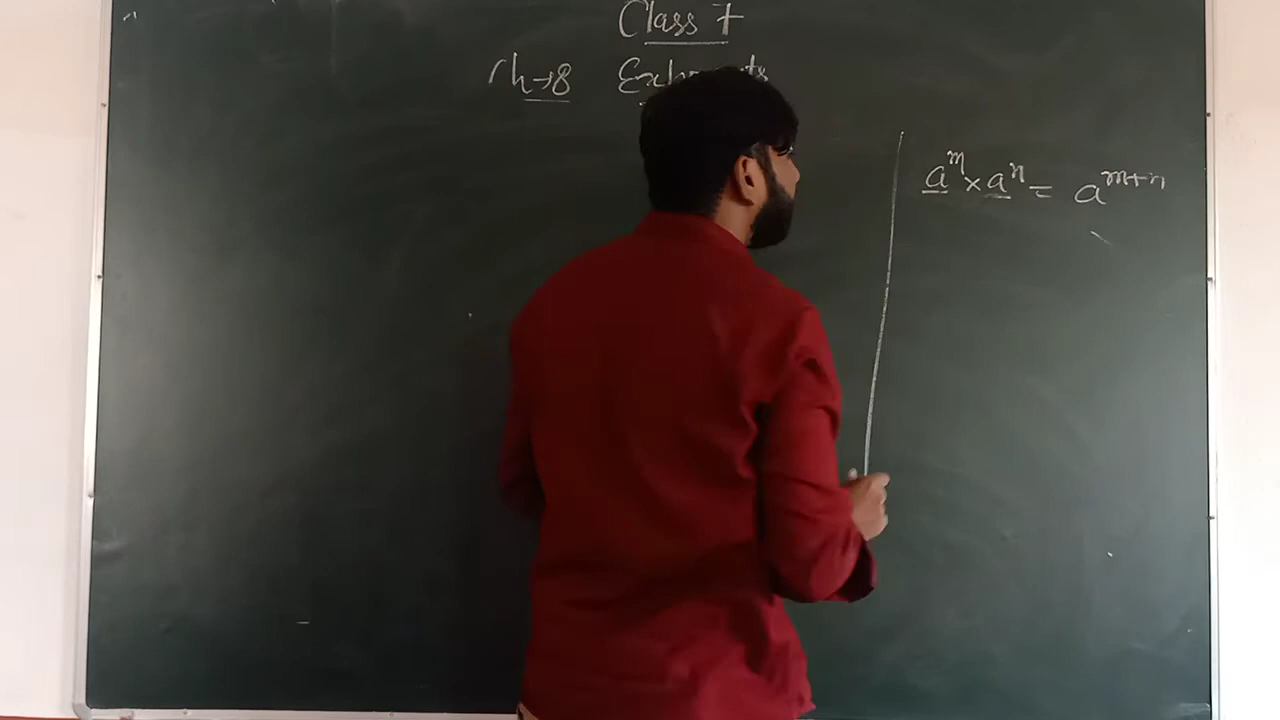 Class 7
Ch→8
a^m × a^n = a^m+n